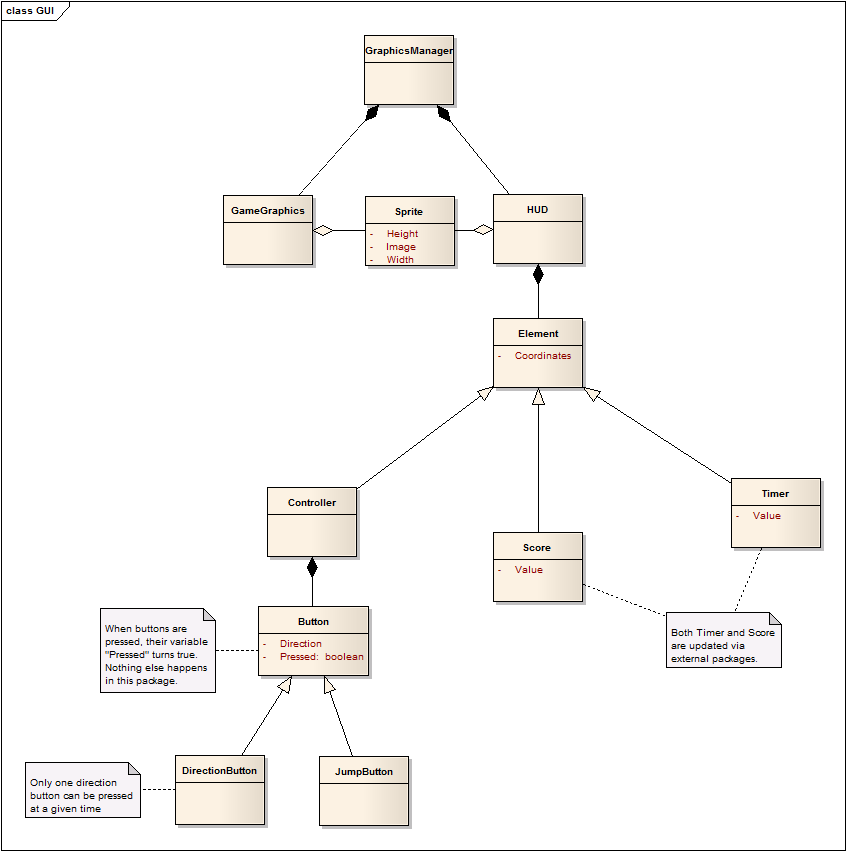 class GUI
GraphicsManager
GameGraphics
Sprite
- Height
- Image
- Width
HUD
Element
- Coordinates
Controller
Score
- Value
Timer
- Value
When buttons are
pressed, their variable
"Pressed" turns true.
Nothing else happens
in this package.
Button
- Direction
- Pressed: boolean
Both Timer and Score
are updated via
external packages.
Only one direction
button can be pressed
at a given time
DirectionButton
JumpButton